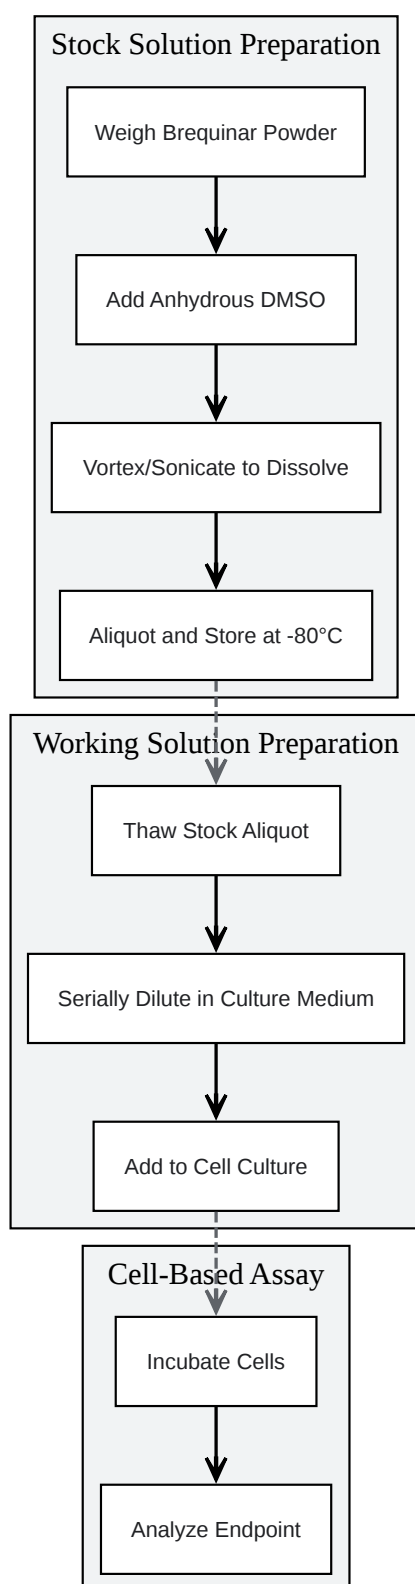 Stock Solution Preparation
Weigh Brequinar Powder
Add Anhydrous DMSO
Vortex/Sonicate to Dissolve
Aliquot and Store at -80°C
Working Solution Preparation
Thaw Stock Aliquot
Serially Dilute in Culture Medium
Add to Cell Culture
Cell-Based Assay
Incubate Cells
Analyze Endpoint